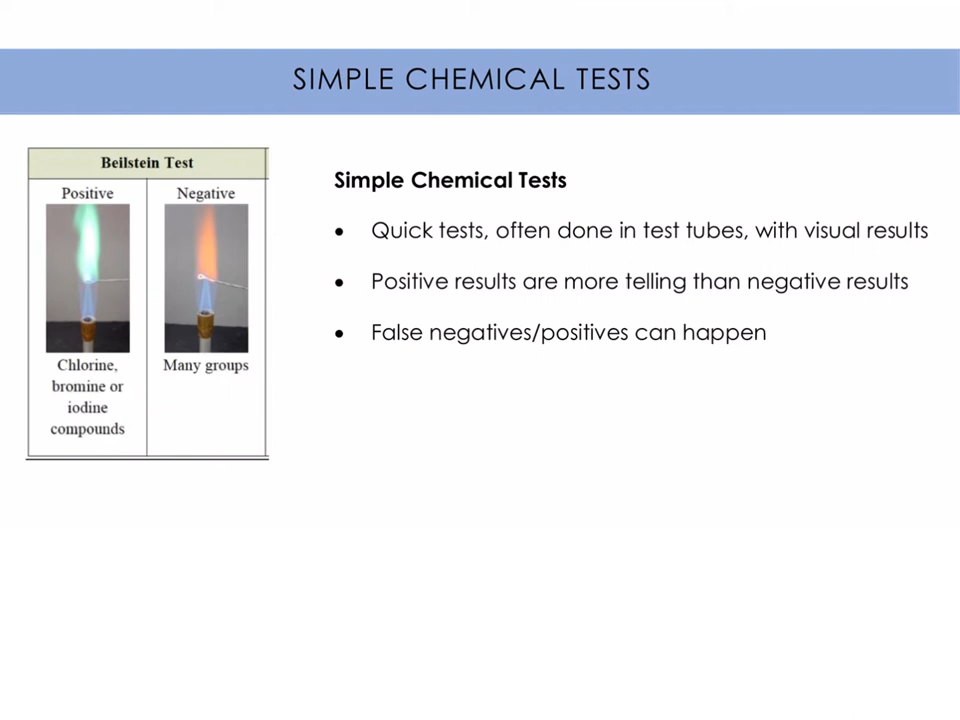 SIMPLE CHEMICAL TESTS
Beilstein Test
Positive
Negative
Chlorine,
bromine or
iodine
compounds
Many groups
Simple Chemical Tests
• Quick tests, often done in test tubes, with visual results
• Positive results are more telling than negative results
• False negatives/positives can happen